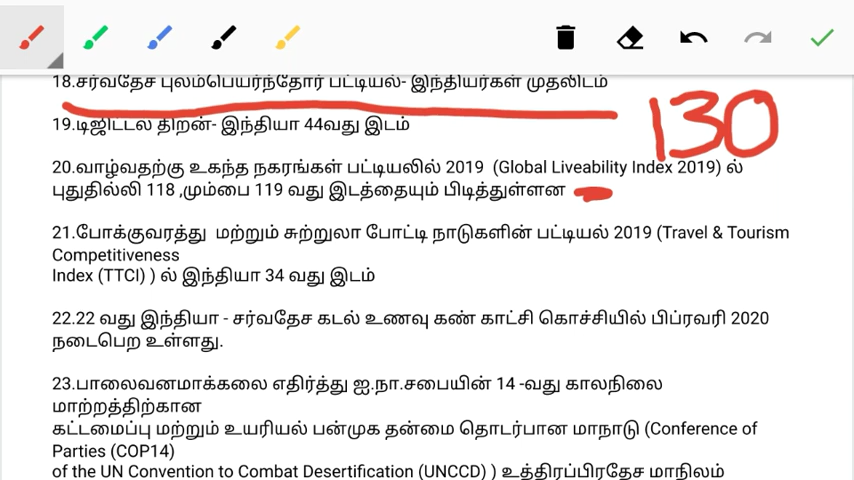 18.சர்வதேச புலம்பெயர்ந்தோர் பட்டியல்- இந்தியர்கள் முதலிடம்
130
19.டிஜிட்டல் திறன்- இந்தியா 44வது இடம்
20.வாழ்வதற்கு உகந்த நகரங்கள் பட்டியலில் 2019 (Global Liveability Index 2019) ல்
புதுதில்லி 118 ,மும்பை 119 வது இடத்தையும் பிடித்துள்ளன
21.போக்குவரத்து மற்றும் சுற்றுலா போட்டி நாடுகளின் பட்டியல் 2019 (Travel & Tourism
Competitiveness
Index (TTCI) ) ல் இந்தியா 34 வது இடம்
22.22 வது இந்தியா - சர்வதேச கடல் உணவு கண் காட்சி கொச்சியில் பிப்ரவரி 2020
நடைபெற உள்ளது.
23.பாலைவனமாக்கலை எதிர்த்து ஐ.நா.சபையின் 14 -வது காலநிலை
மாற்றத்திற்கான
கட்டமைப்பு மற்றும் உயரியல் பன்முக தன்மை தொடர்பான மாநாடு (Conference of
Parties (COP14)
of the UN Convention to Combat Desertification (UNCCD) ) உத்திரப்பிரதேச மாநிலம்